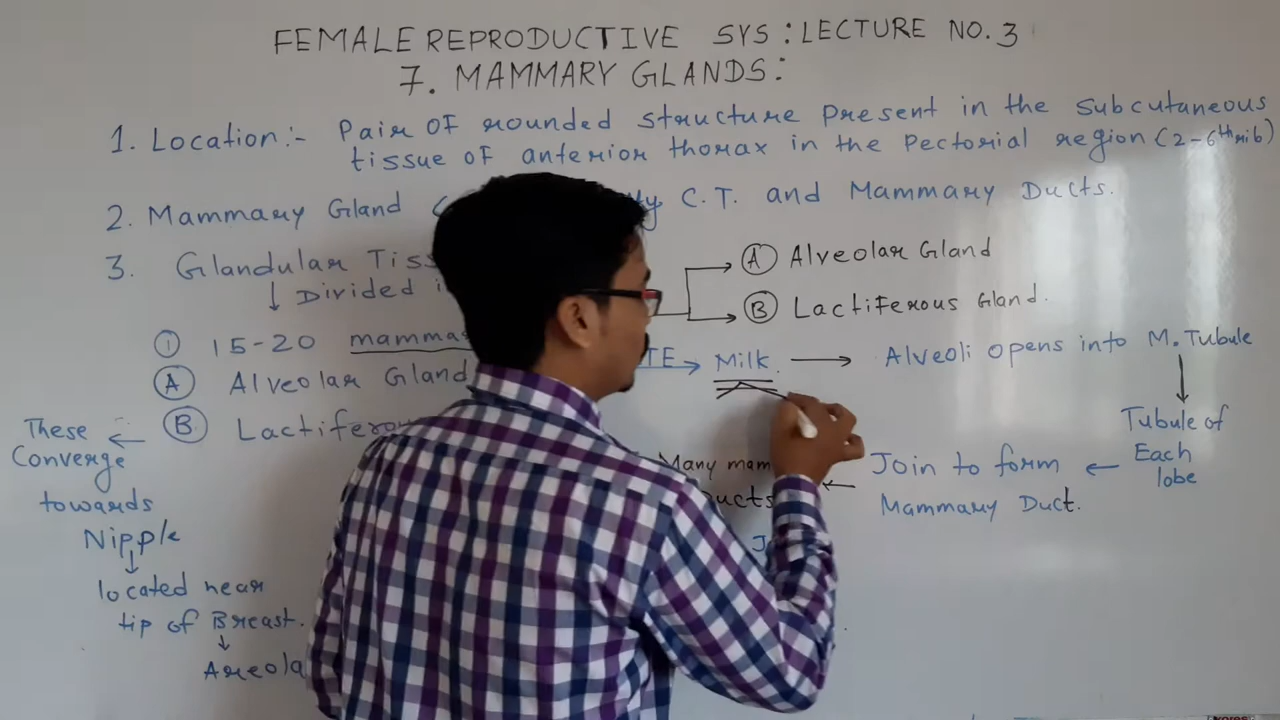 FEMALE REPRODUCTIVE SYS : LECTURE NO. 3
7. MAMMARY GLANDS:
1. Location:- Pair OF rounded structure present in the subcutaneous
tissue of anterior thorax in the Pectorial region (2-6th rib)
2. Mammary Gland C.T. and Mammary Ducts.
3. Glandular
↓ Divided
A Alveolar Gland
B Lactiferous Gland.
① 15-20
Milk. → Alveoli opens into M. Tubule
A Alveolar Gland
B
↓
Tubule of
Each
lobe
← Join to form
Mammary Duct.
← Many
These ←
Converge
towards
Nipple
↓
located near
tip of Breast.
↓
Areola